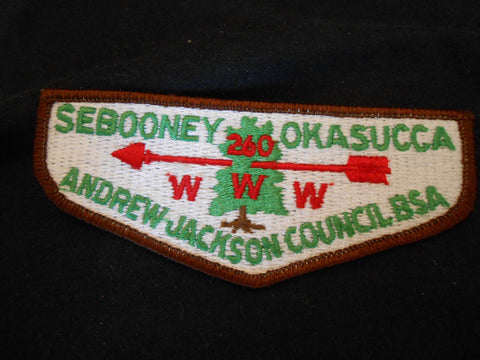 SEBOONEY OKASUCCA
260
W W W
ANDREW JACKSON COUNCIL BSA